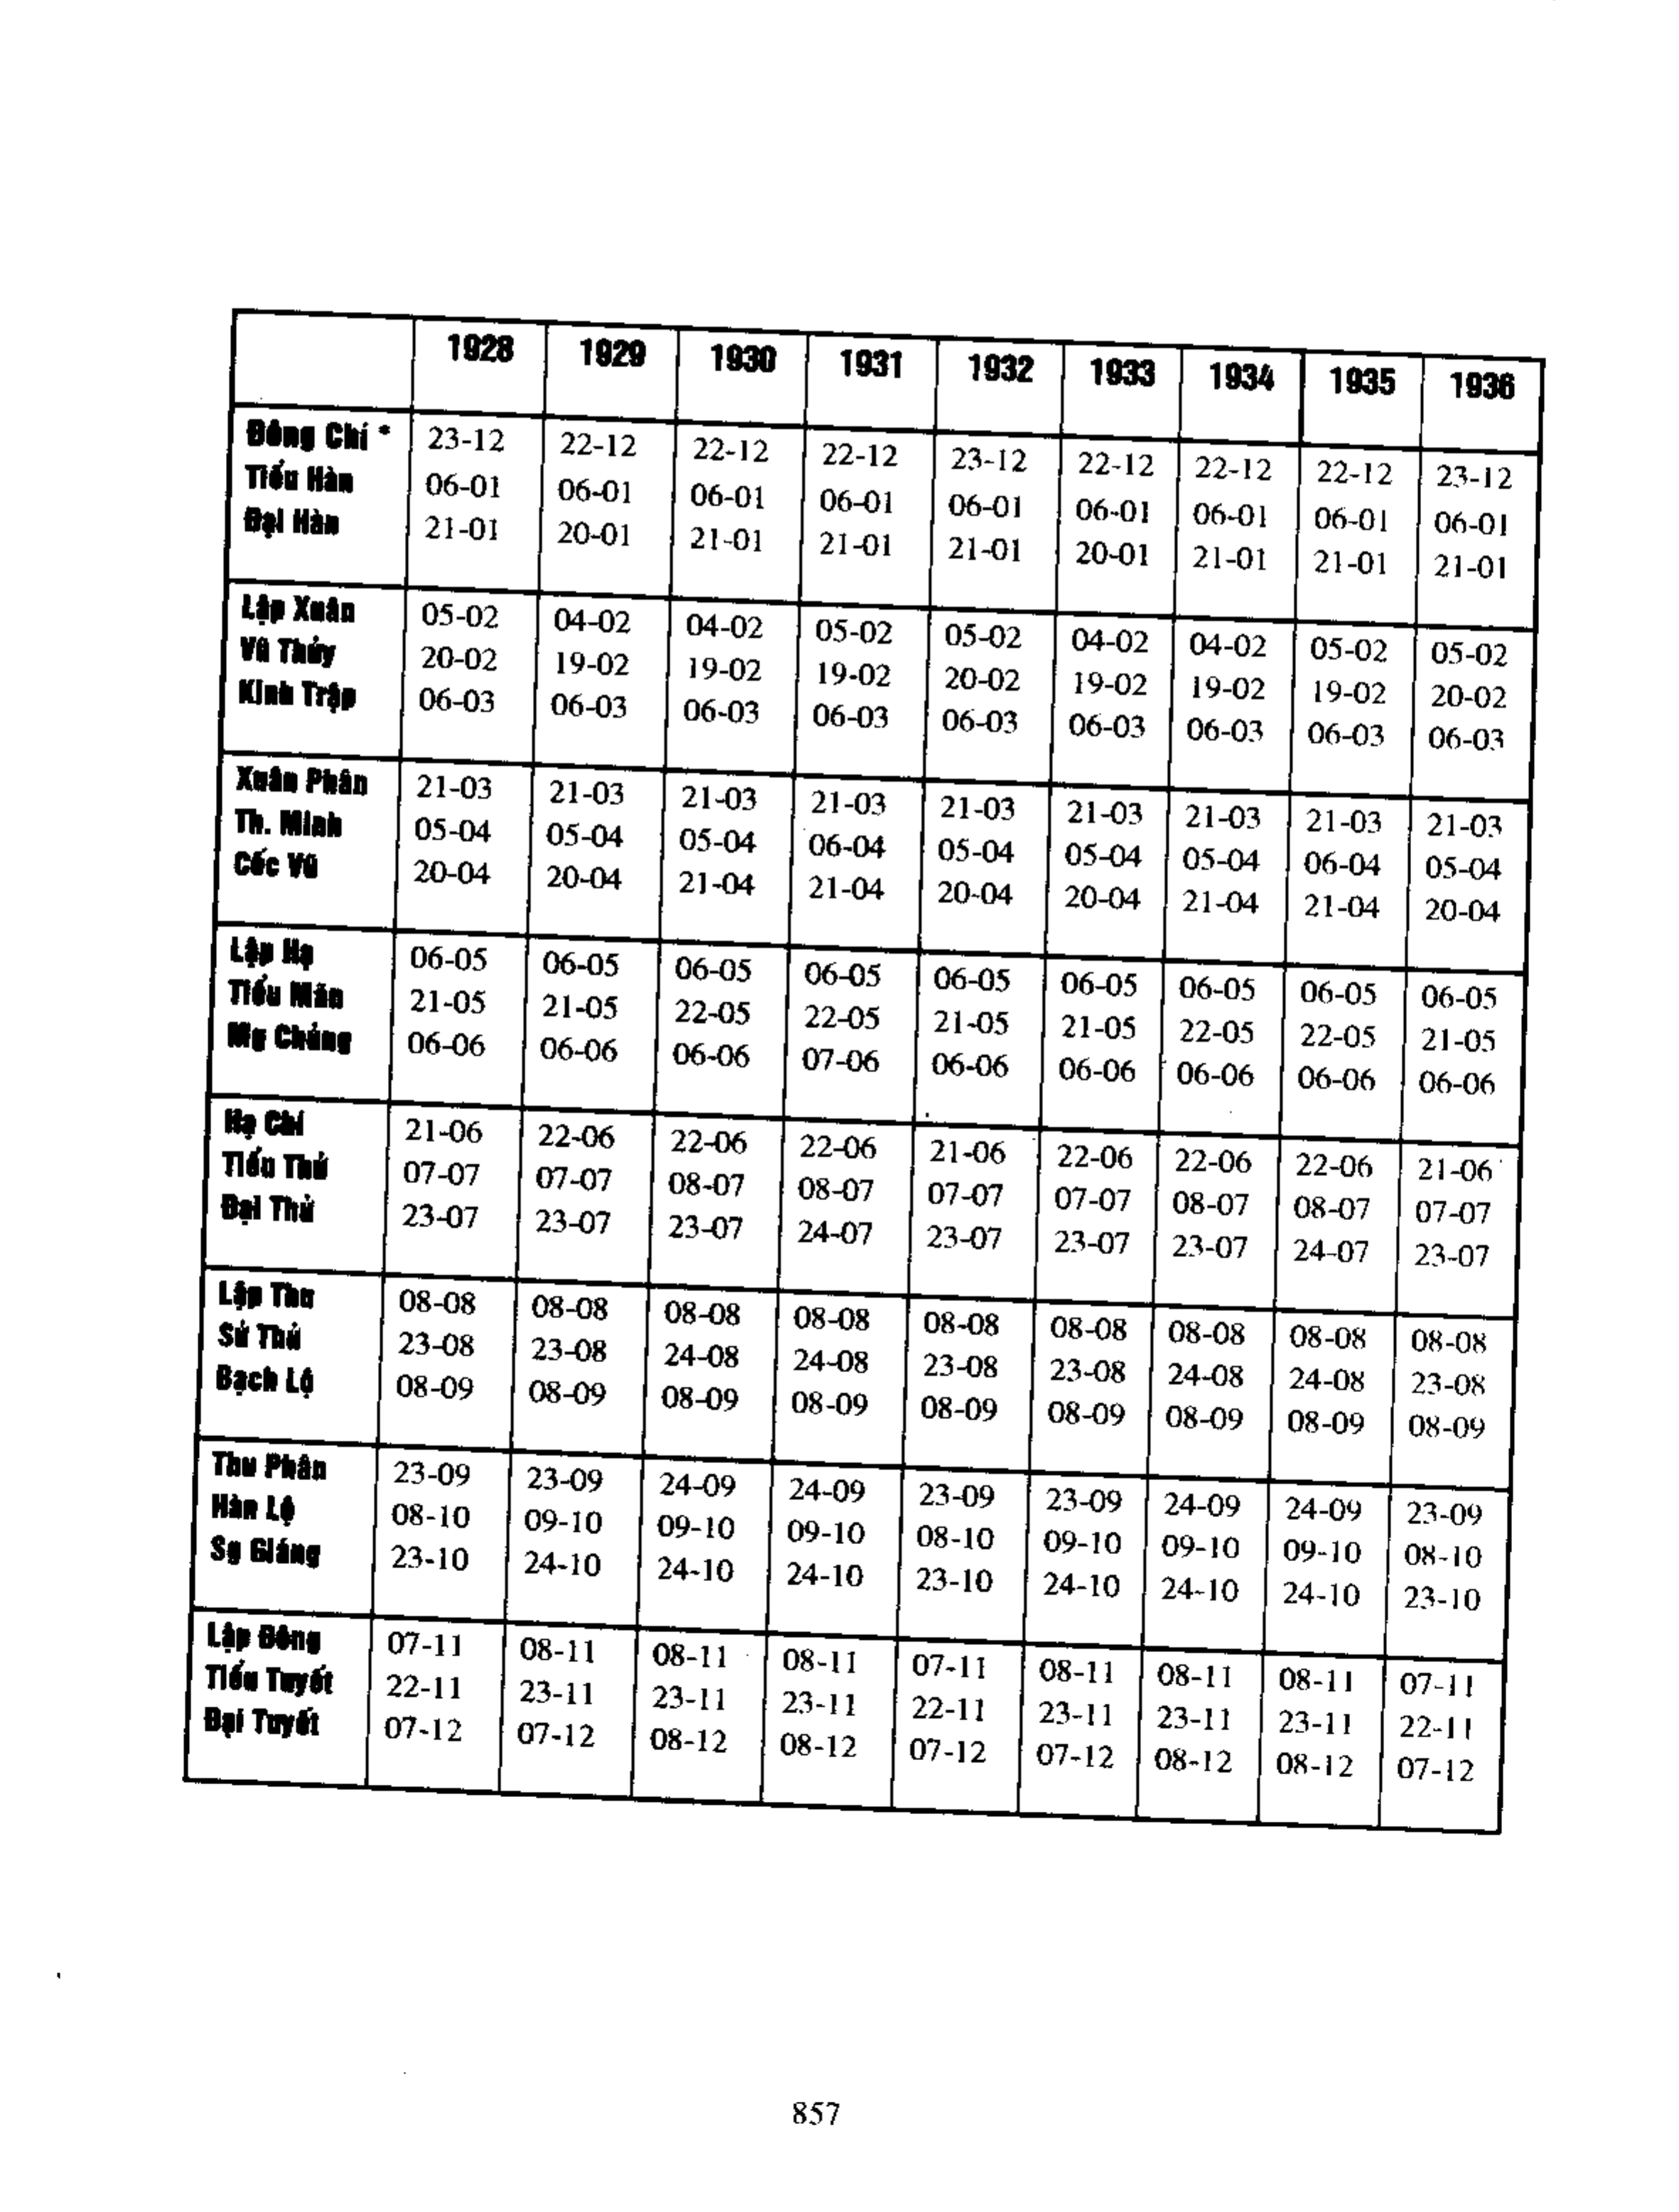 1928 1929 1930 1931 1932 1933 1934 1935 1936
Đông Chí * 23-12 22-12 22-12 22-12 23-12 22-12 22-12 22-12 23-12
Tiểu Hàn 06-01 06-01 06-01 06-01 06-01 06-01 06-01 06-01 06-01
Đại Hàn 21-01 20-01 21-01 21-01 21-01 20-01 21-01 21-01 21-01
Lập Xuân 05-02 04-02 04-02 05-02 05-02 04-02 04-02 05-02 05-02
Vũ Thủy 20-02 19-02 19-02 19-02 20-02 19-02 19-02 19-02 20-02
Kinh Trập 06-03 06-03 06-03 06-03 06-03 06-03 06-03 06-03 06-03
Xuân Phân 21-03 21-03 21-03 21-03 21-03 21-03 21-03 21-03 21-03
Th. Minh 05-04 05-04 05-04 06-04 05-04 05-04 05-04 06-04 05-04
Cốc Vũ 20-04 20-04 21-04 21-04 20-04 20-04 21-04 21-04 20-04
Lập Hạ 06-05 06-05 06-05 06-05 06-05 06-05 06-05 06-05 06-05
Tiểu Mãn 21-05 21-05 22-05 22-05 21-05 21-05 22-05 22-05 21-05
Mg Chủng 06-06 06-06 06-06 07-06 06-06 06-06 06-06 06-06 06-06
Hạ Chí 21-06 22-06 22-06 22-06 21-06 22-06 22-06 22-06 21-06
Tiểu Thử 07-07 07-07 08-07 08-07 07-07 07-07 08-07 08-07 07-07
Đại Thử 23-07 23-07 23-07 24-07 23-07 23-07 23-07 24-07 23-07
Lập Thu 08-08 08-08 08-08 08-08 08-08 08-08 08-08 08-08 08-08
Sử Thử 23-08 23-08 24-08 24-08 23-08 23-08 24-08 24-08 23-08
Bạch Lộ 08-09 08-09 08-09 08-09 08-09 08-09 08-09 08-09 08-09
Thu Phân 23-09 23-09 24-09 24-09 23-09 23-09 24-09 24-09 23-09
Hàn Lộ 08-10 09-10 09-10 09-10 08-10 09-10 09-10 09-10 08-10
Sg Giáng 23-10 24-10 24-10 24-10 23-10 24-10 24-10 24-10 23-10
Lập Đông 07-11 08-11 08-11 08-11 07-11 08-11 08-11 08-11 07-11
Tiểu Tuyết 22-11 23-11 23-11 23-11 22-11 23-11 23-11 23-11 22-11
Đại Tuyết 07-12 07-12 08-12 08-12 07-12 07-12 08-12 08-12 07-12
857